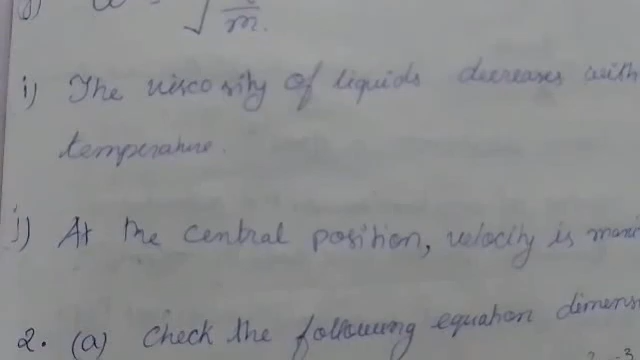 m.
i) The viscosity of liquids decreases with
temperature.
j) At the central position, velocity is
2. (a) Check the following equation